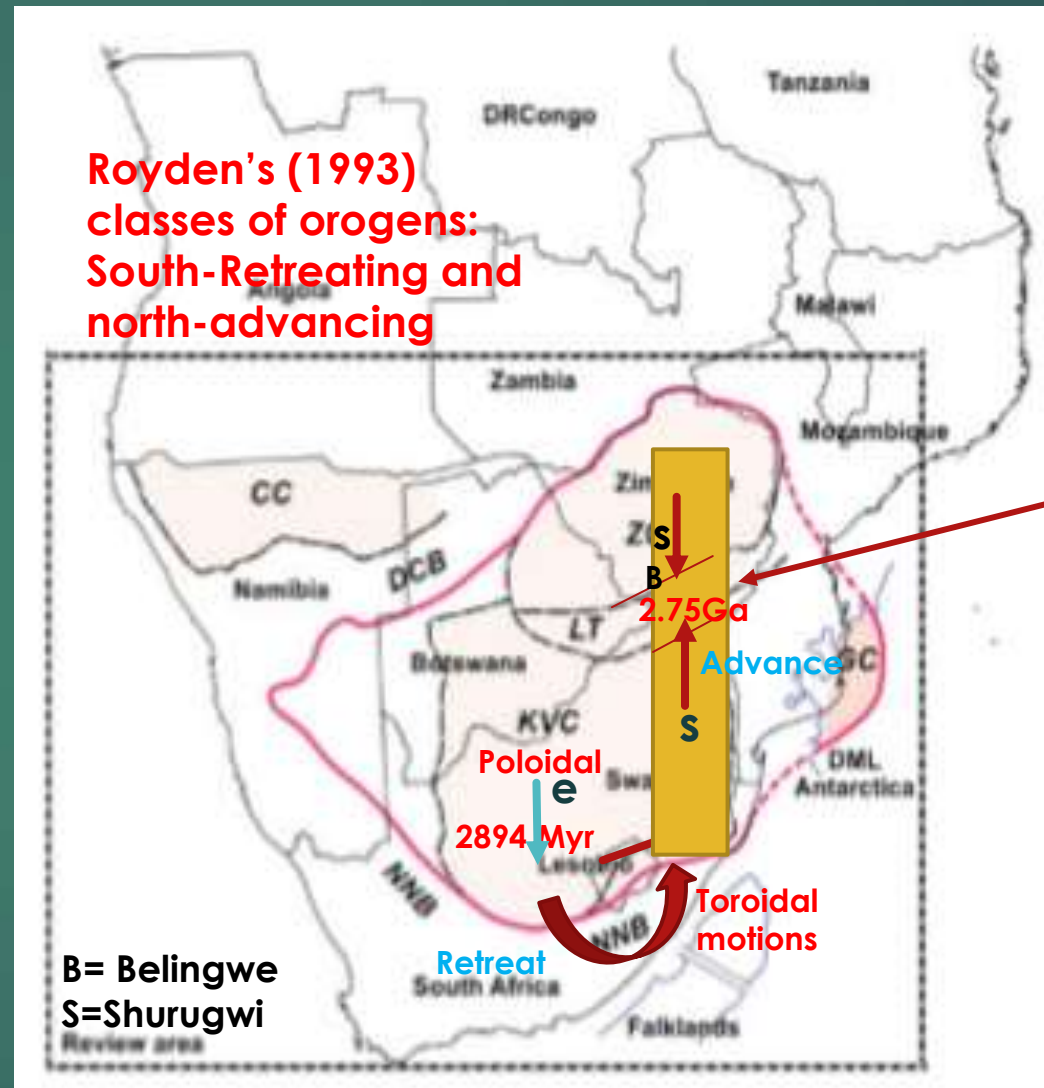 Tanzania
DRCongo
Royden's (1993)
classes of orogens:
South-Retreating and
Angola
north-advancing
Malawi
Zambia
Mozambique
CC
S
DCB
B
Namibia
2.75Ga
LT
Botswana
Advance
GC
KVC
S
Poloidal
DML
e
Antarctica
2894 Myr
Lesotho
NNB
Toroidal
motions
NNB
Retreat
South Africa
B= Belingwe
S=Shurugwi
Falklands
Review area